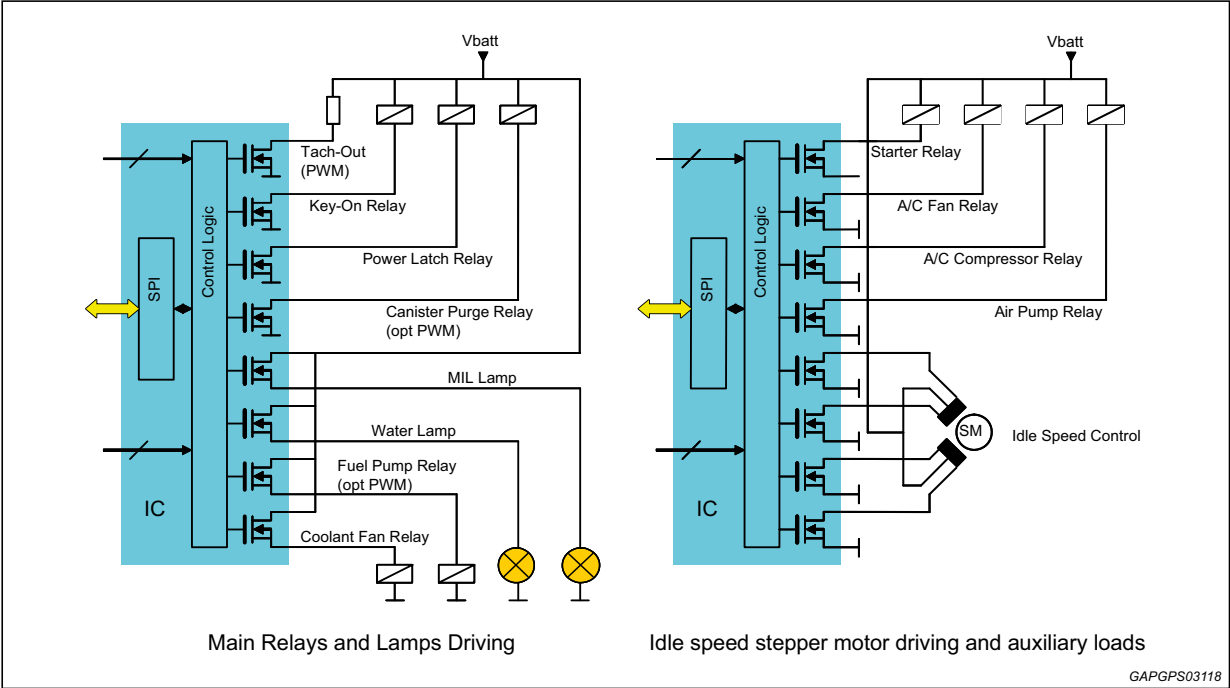 Vbatt
Tach-Out
(PWM)
Key-On Relay
Power Latch Relay
Canister Purge Relay
(opt PWM)
MIL Lamp
Water Lamp
Fuel Pump Relay
(opt PWM)
Coolant Fan Relay
Control Logic
SPI
IC
Main Relays and Lamps Driving
Vbatt
Starter Relay
A/C Fan Relay
A/C Compressor Relay
Air Pump Relay
SM
Idle Speed Control
Control Logic
SPI
IC
Idle speed stepper motor driving and auxiliary loads
GAPGPS03118